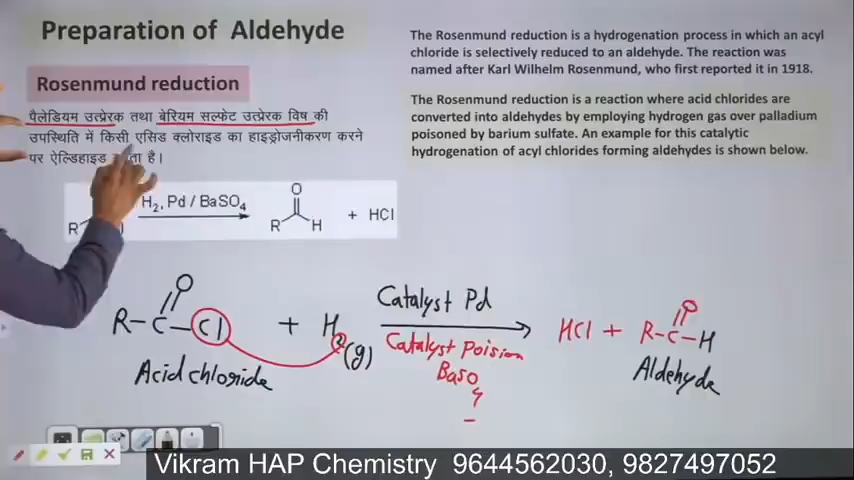 Preparation of Aldehyde
Rosenmund reduction
पैलेडियम उत्प्रेरक तथा बेरियम सल्फेट उत्प्रेरक विष की
उपस्थिति में किसी एसिड क्लोराइड का हाइड्रोजनीकरण करने
पर ऐल्डिहाइड है।
H2, Pd / BaSO4
R
O
R H
+ HCl
The Rosenmund reduction is a hydrogenation process in which an acyl
chloride is selectively reduced to an aldehyde. The reaction was
named after Karl Wilhelm Rosenmund, who first reported it in 1918.
The Rosenmund reduction is a reaction where acid chlorides are
converted into aldehydes by employing hydrogen gas over palladium
poisoned by barium sulfate. An example for this catalytic
hydrogenation of acyl chlorides forming aldehydes is shown below.
O
R-C-Cl + H2(g)
Acid chloride
Catalyst Pd
Catalyst Poision
BaSO4
O
HCl + R-C-H
Aldehyde
Vikram HAP Chemistry 9644562030, 9827497052